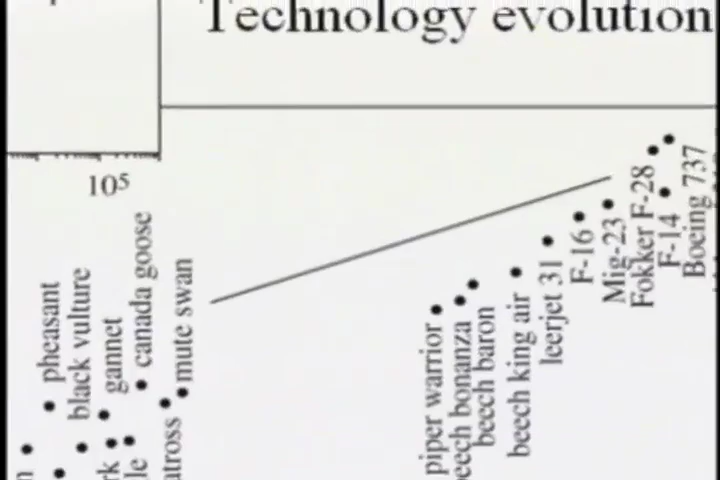 Technology evolution
10⁵
pheasant
black vulture
gannet
canada goose
mute swan
piper warrior
beech baron
beech king air
leerjet 31
F-16
Mig-23
Fokker F-28
F-14
Boeing 737